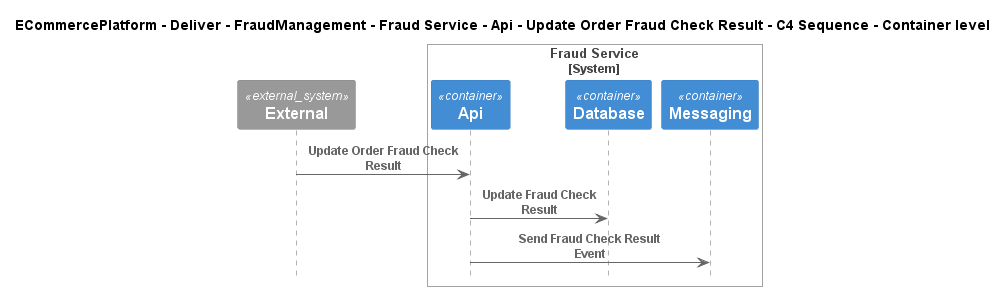 ECommercePlatform - Deliver - FraudManagement - Fraud Service - Api - Update Order Fraud Check Result - C4 Sequence - Container level
Fraud Service
[System]
«external_system»
External
«container»
Api
«container»
Database
«container»
Messaging
Update Order Fraud Check
Result
Update Fraud Check
Result
Send Fraud Check Result
Event